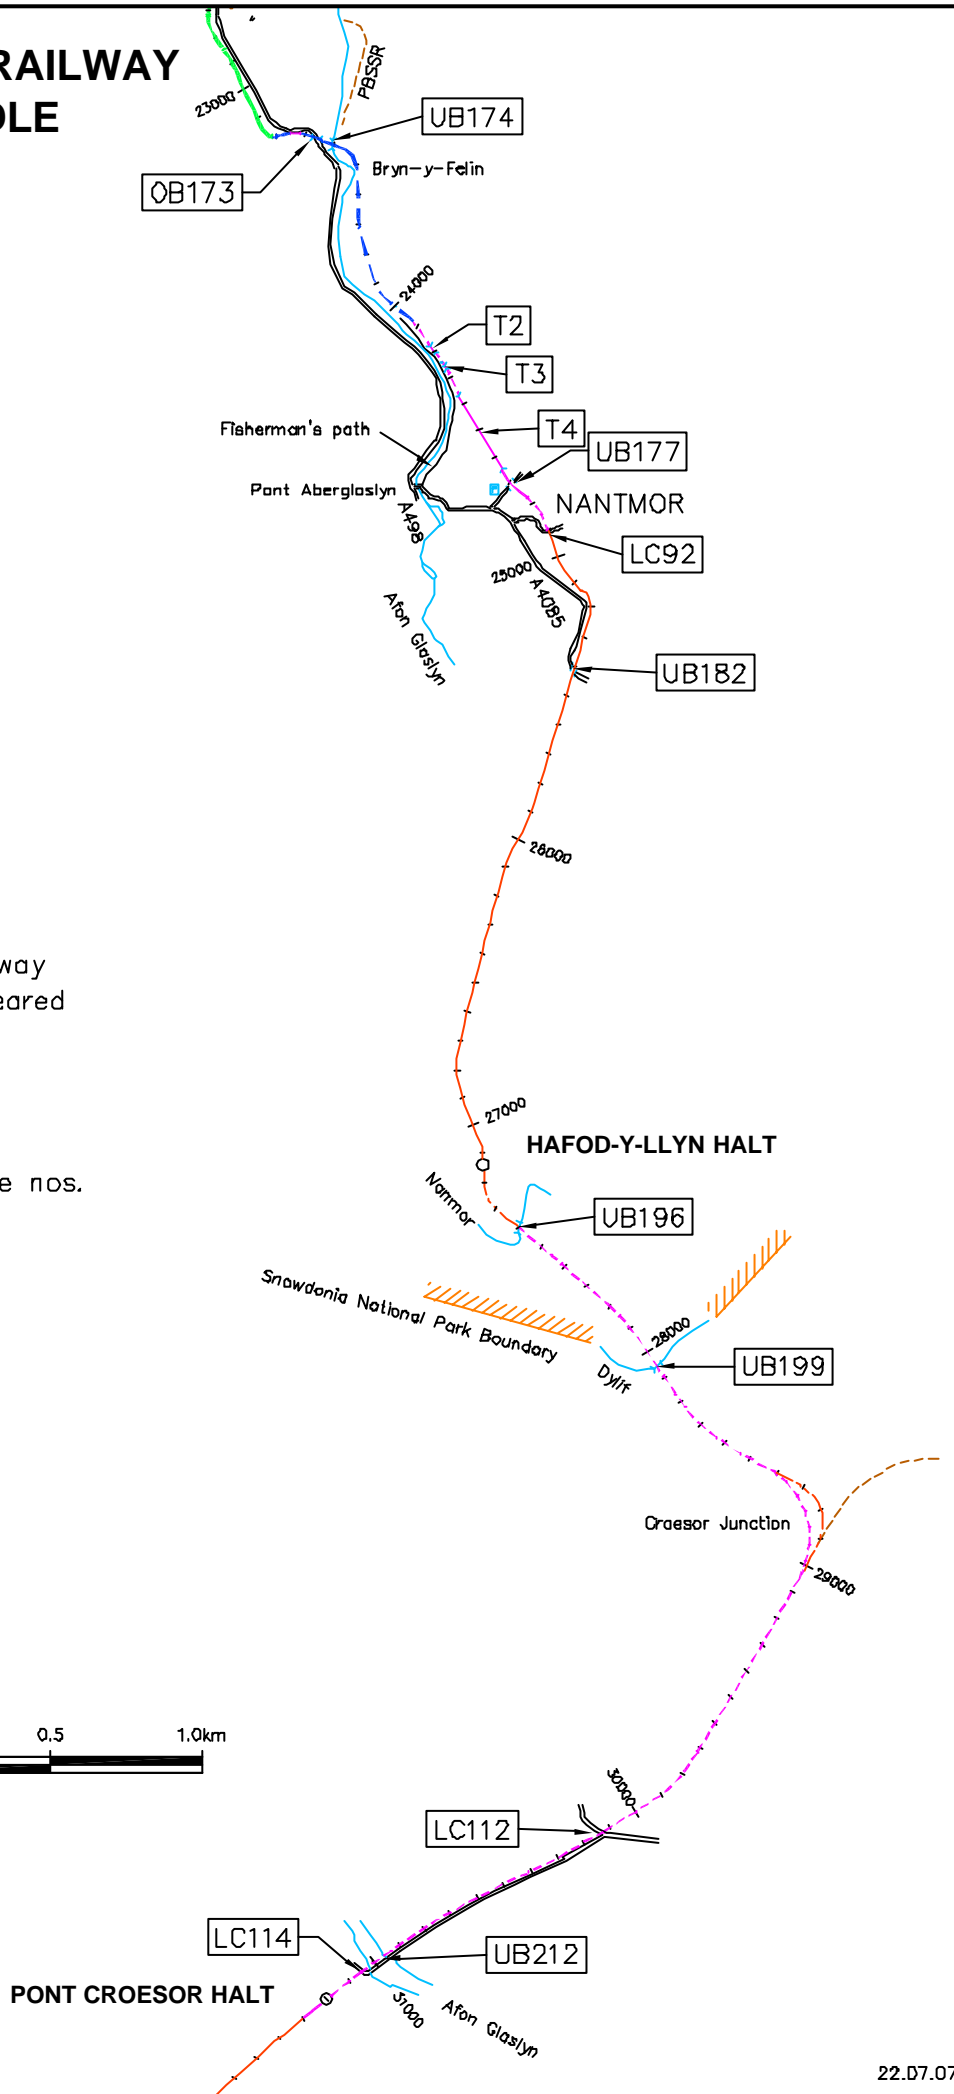 RAILWAY
PBSSR
23000
UB174
Bryn-y-Felin
OB173
24000
T2
T3
T4
Fisherman's path
UB177
Pont Aberglaslyn
NANTMOR
A498
LC92
25000
A4085
Afon Glaslyn
UB182
26000
way
eared
27000
HAFOD-Y-LLYN HALT
e nos.
Nanmor
UB196
Snowdonia National Park Boundary
28000
UB199
Dylif
Croesor Junction
29000
0.5 1.0km
30000
LC112
LC114
UB212
PONT CROESOR HALT
31000
Afon Glaslyn
22.07.07